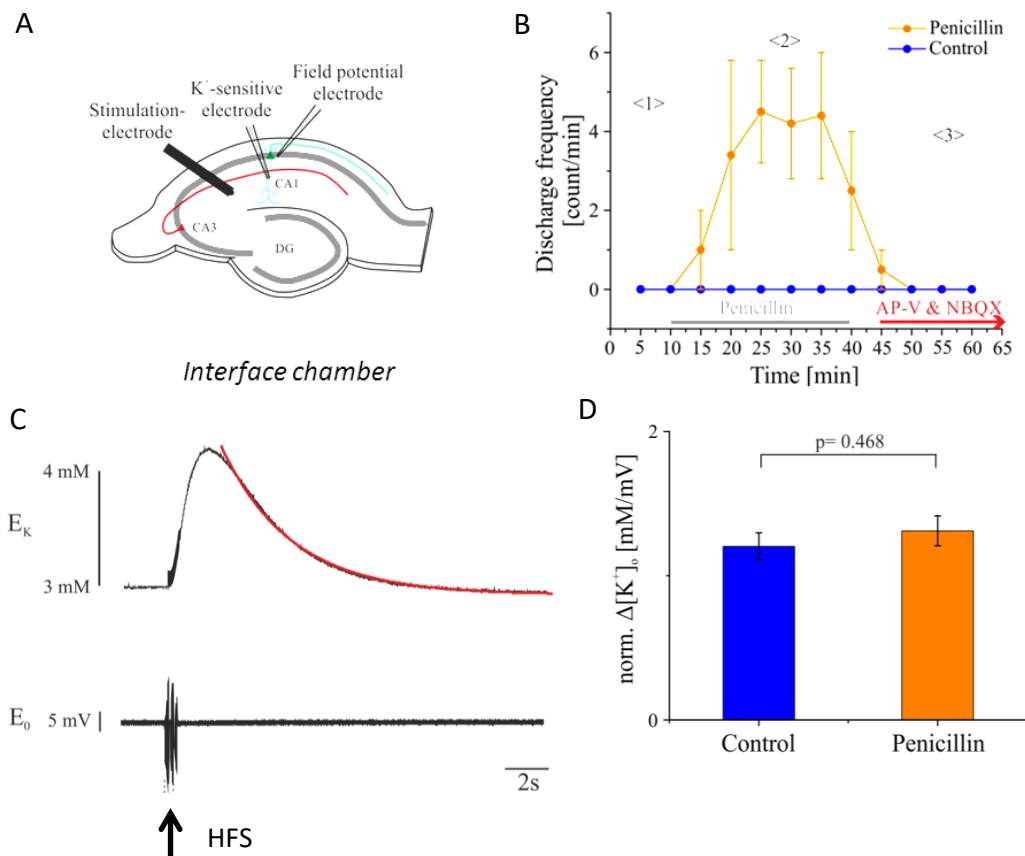 A
Stimulation-
electrode
K⁺-sensitive
electrode
Field potential
electrode
CA1
CA3
DG
Interface chamber
B
Discharge frequency
[count/min]
6
4
2
0
<1>
<2>
<3>
Penicillin
Control
Penicillin
AP-V & NBQX
0 5 10 15 20 25 30 35 40 45 50 55 60 65
Time [min]
C
4 mM
E_K
3 mM
E_0 5 mV
2s
HFS
D
norm. Δ[K⁺]_o [mM/mV]
2
1
0
p= 0.468
Control Penicillin